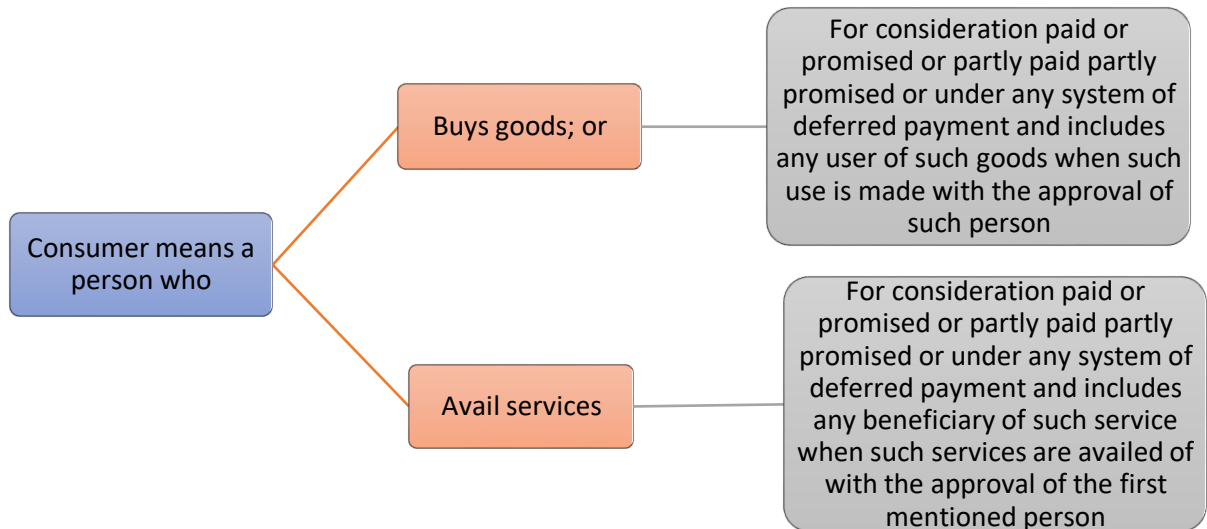 Consumer means a
person who
Buys goods; or
For consideration paid or
promised or partly paid partly
promised or under any system of
deferred payment and includes
any user of such goods when such
use is made with the approval of
such person
Avail services
For consideration paid or
promised or partly paid partly
promised or under any system of
deferred payment and includes
any beneficiary of such service
when such services are availed of
with the approval of the first
mentioned person